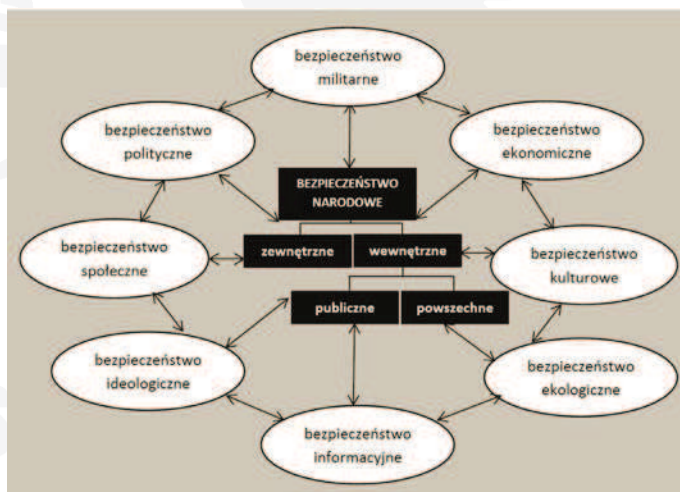 bezpieczeństwo
militarne
bezpieczeństwo
polityczne
bezpieczeństwo
ekonomiczne
BEZPIECZEŃSTWO
NARODOWE
zewnętrzne
wewnętrzne
bezpieczeństwo
społeczne
bezpieczeństwo
kulturowe
publiczne
powszechne
bezpieczeństwo
ideologiczne
bezpieczeństwo
ekologiczne
bezpieczeństwo
informacyjne